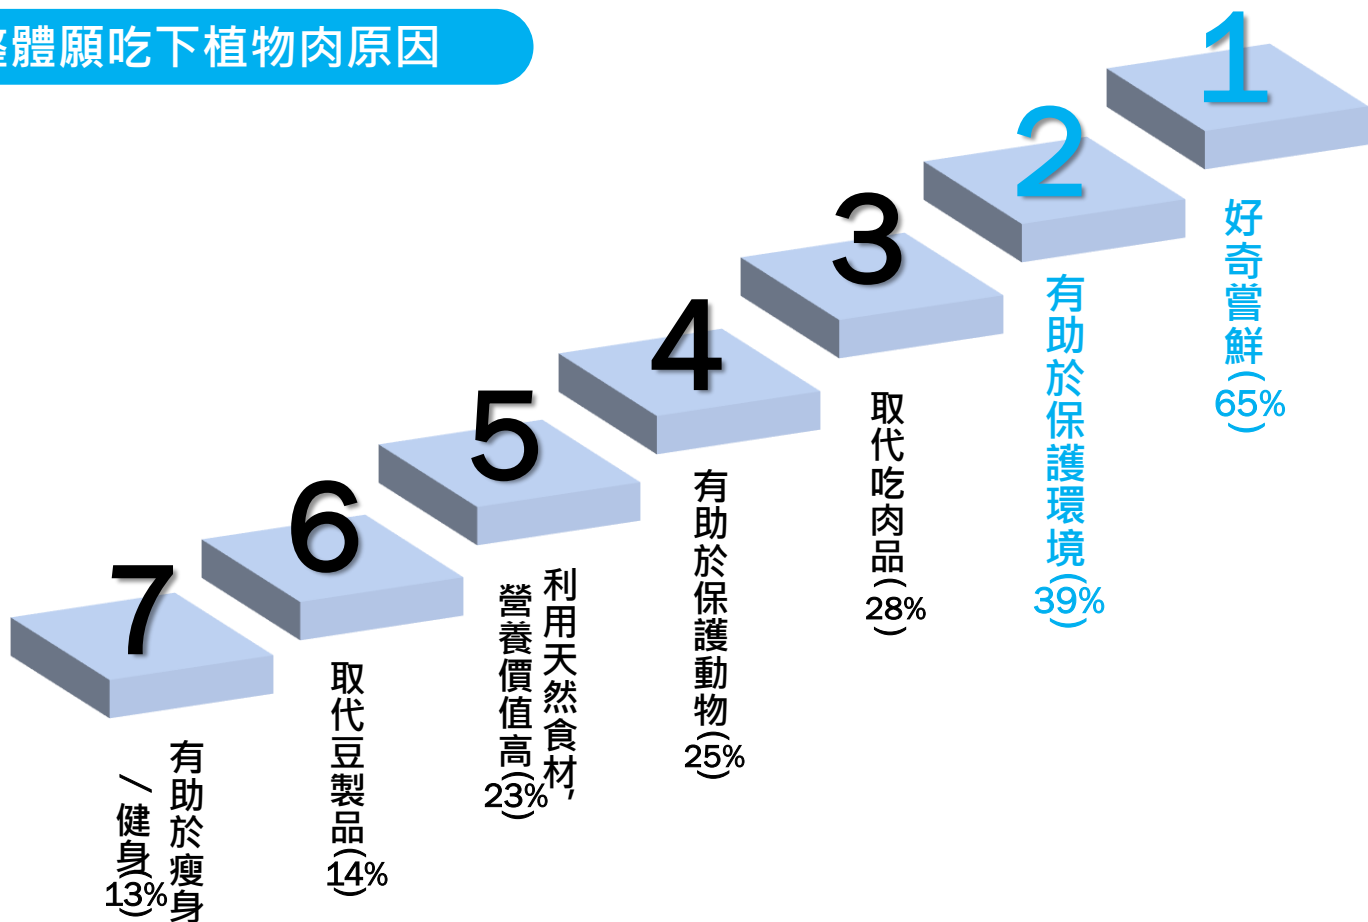 整體願吃下植物肉原因
1
好奇嘗鮮(65%)
2
有助於保護環境(39%)
3
取代吃肉品(28%)
4
有助於保護動物(25%)
5
利用天然食材,
營養價值高(23%)
6
取代豆製品(14%)
7
有助於瘦身
/健身(13%)